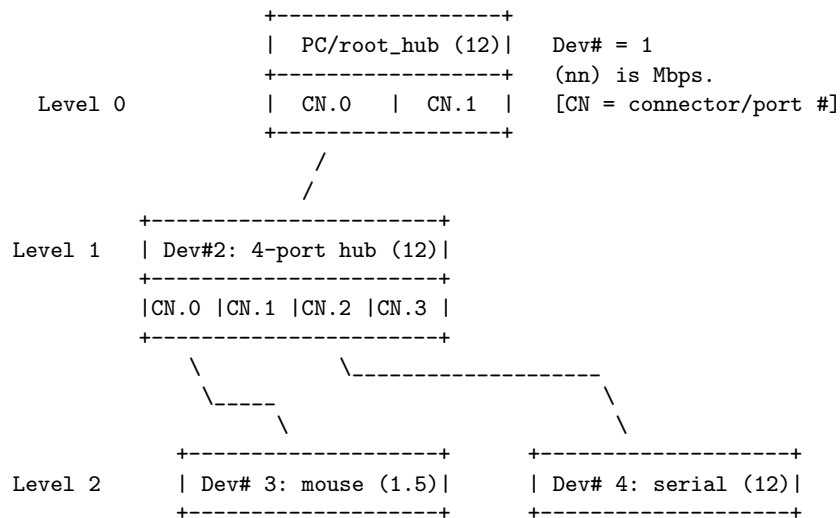 PC/root_hub (12)| Dev# = 1
(nn) is Mbps.
Level 0 | CN.0 | CN.1 | [CN = connector/port #]
Level 1 | Dev#2: 4-port hub (12)|
|CN.0 |CN.1 |CN.2 |CN.3 |
Level 2 | Dev# 3: mouse (1.5)| | Dev# 4: serial (12)|